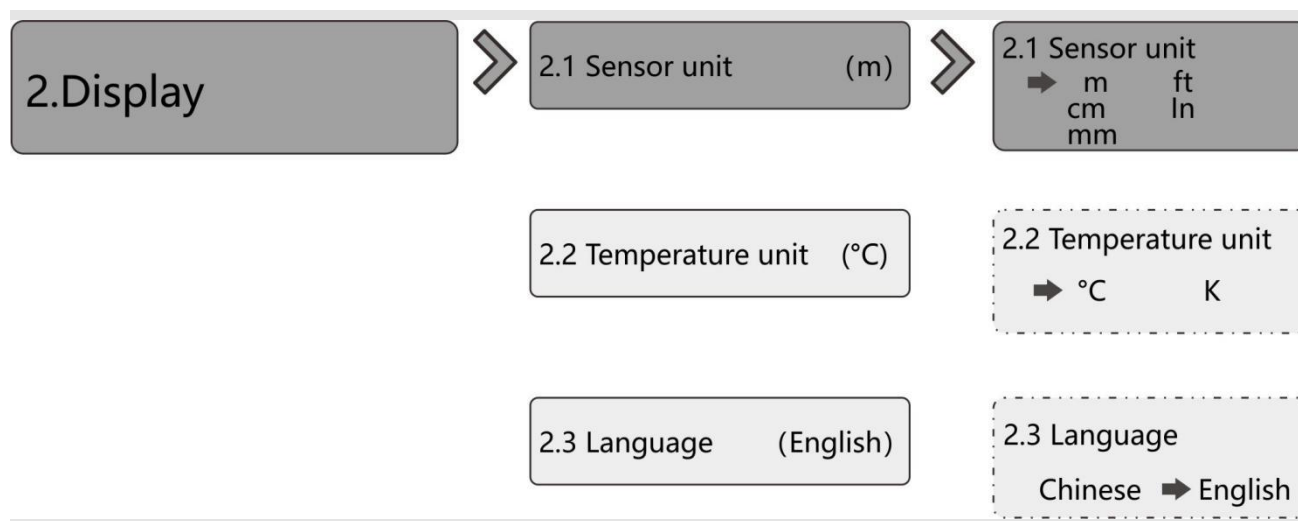 2.Display
2.1 Sensor unit (m)
2.1 Sensor unit
m ft
cm In
mm
2.2 Temperature unit (°C)
2.2 Temperature unit
°C K
2.3 Language (English)
2.3 Language
Chinese English